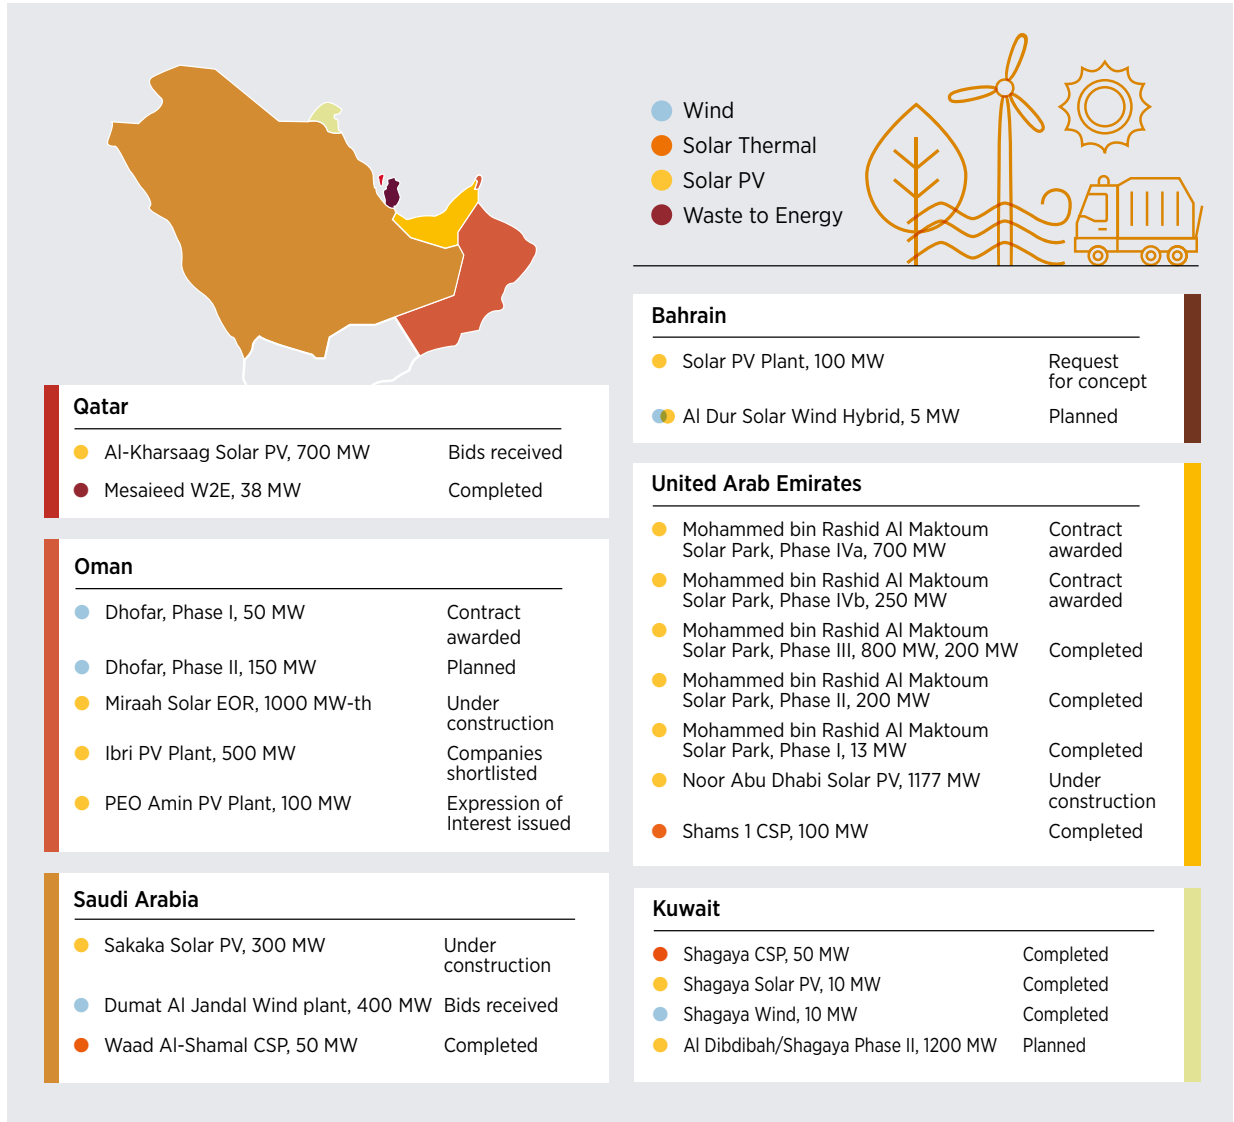 Wind
Solar Thermal
Solar PV
Waste to Energy
Qatar
Al-Kharsaag Solar PV, 700 MW Bids received
Mesaieed W2E, 38 MW Completed
Oman
Dhofar, Phase I, 50 MW Contract
awarded
Dhofar, Phase II, 150 MW Planned
Miraah Solar EOR, 1000 MW-th Under
construction
Ibri PV Plant, 500 MW Companies
shortlisted
PEO Amin PV Plant, 100 MW Expression of
Interest issued
Saudi Arabia
Sakaka Solar PV, 300 MW Under
construction
Dumat Al Jandal Wind plant, 400 MW Bids received
Waad Al-Shamal CSP, 50 MW Completed
Bahrain
Solar PV Plant, 100 MW Request
for concept
Al Dur Solar Wind Hybrid, 5 MW Planned
United Arab Emirates
Mohammed bin Rashid Al Maktoum Contract
Solar Park, Phase IVa, 700 MW awarded
Mohammed bin Rashid Al Maktoum Contract
Solar Park, Phase IVb, 250 MW awarded
Mohammed bin Rashid Al Maktoum
Solar Park, Phase III, 800 MW, 200 MW Completed
Mohammed bin Rashid Al Maktoum
Solar Park, Phase II, 200 MW Completed
Mohammed bin Rashid Al Maktoum
Solar Park, Phase I, 13 MW Completed
Noor Abu Dhabi Solar PV, 1177 MW Under
construction
Shams 1 CSP, 100 MW Completed
Kuwait
Shagaya CSP, 50 MW Completed
Shagaya Solar PV, 10 MW Completed
Shagaya Wind, 10 MW Completed
Al Dibdibah/Shagaya Phase II, 1200 MW Planned